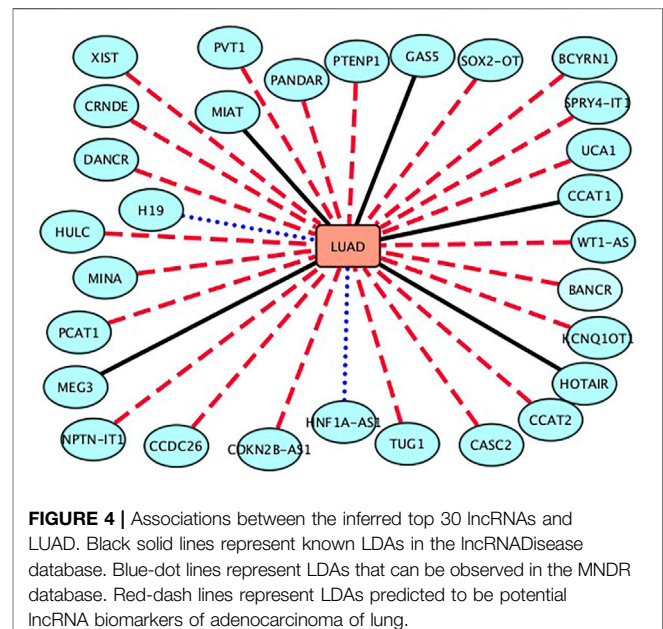 XIST
PVT1
PANDAR
PTENP1
GAS5
SOX2-OT
BCYRN1
CRNDE
MIAT
SPRY4-IT1
DANCR
UCA1
H19
CCAT1
HULC
LUAD
WT1-AS
MINA
BANCR
PCAT1
KCNQ1OT1
MEG3
HOTAIR
NPTN-IT1
CCDC26
CDKN2B-AS1
HNF1A-AS1
TUG1
CASC2
CCAT2
FIGURE 4 | Associations between the inferred top 30 lncRNAs and
LUAD. Black solid lines represent known LDAs in the lncRNADisease
database. Blue-dot lines represent LDAs that can be observed in the MNDR
database. Red-dash lines represent LDAs predicted to be potential
lncRNA biomarkers of adenocarcinoma of lung.